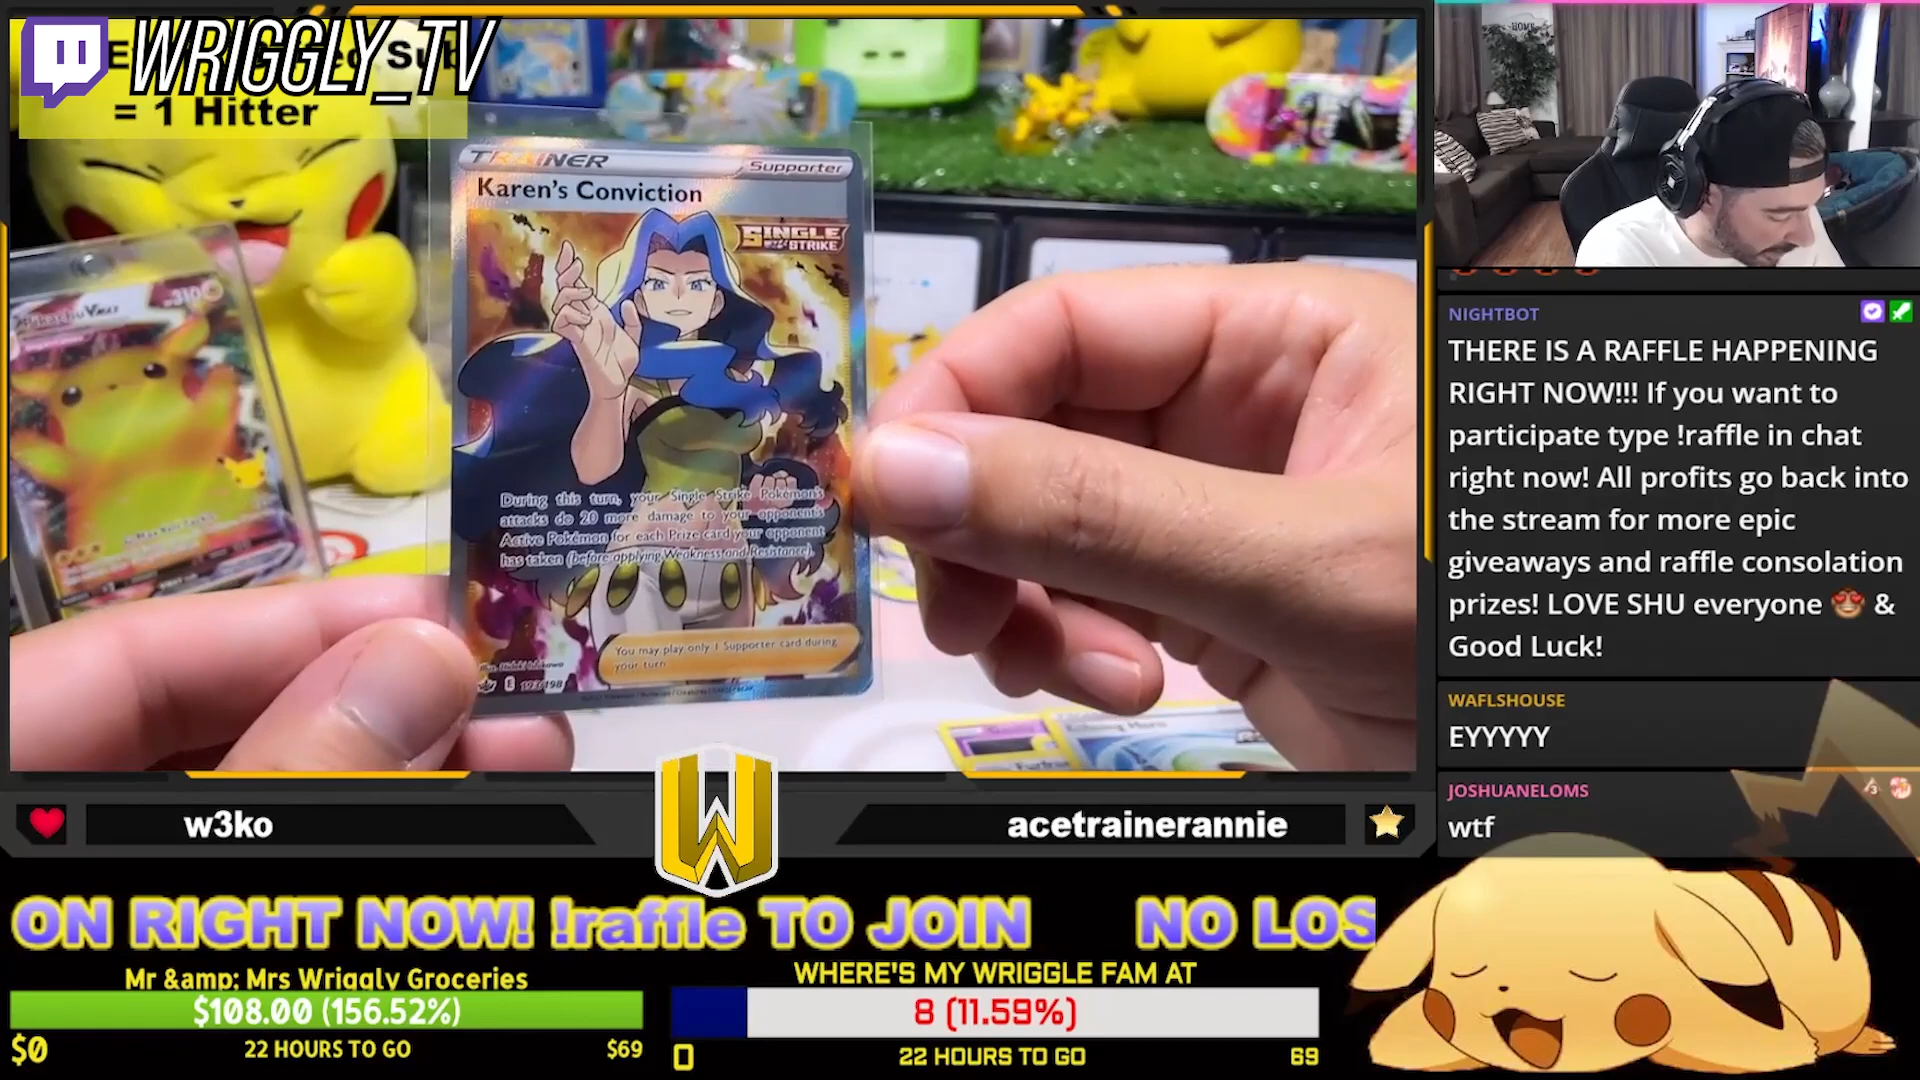 WRIGGLY_TV
= 1 Hitter
TRAINER
Supporter
Karen's Conviction
SINGLE
STRIKE
During this turn, your Single Strike Pokémon's
attacks do 20 more damage to your opponent's
Active Pokémon for each Prize card your opponent
has taken (before applying Weakness and Resistance).
You may play only 1 Supporter card during
your turn.
E 193/198
Pikachu VMAX
310
NIGHTBOT
THERE IS A RAFFLE HAPPENING
RIGHT NOW!!! If you want to
participate type !raffle in chat
right now! All profits go back into
the stream for more epic
giveaways and raffle consolation
prizes! LOVE SHU everyone 😍 &
Good Luck!
WAFLSHOUSE
EYYYYY
JOSHUANELOMS
wtf
w3ko
W
acetrainerannie
ON RIGHT NOW! !raffle TO JOIN NO LOS
Mr &amp; Mrs Wriggly Groceries
$108.00 (156.52%)
$0 22 HOURS TO GO $69
WHERE'S MY WRIGGLE FAM AT
8 (11.59%)
0 22 HOURS TO GO 69